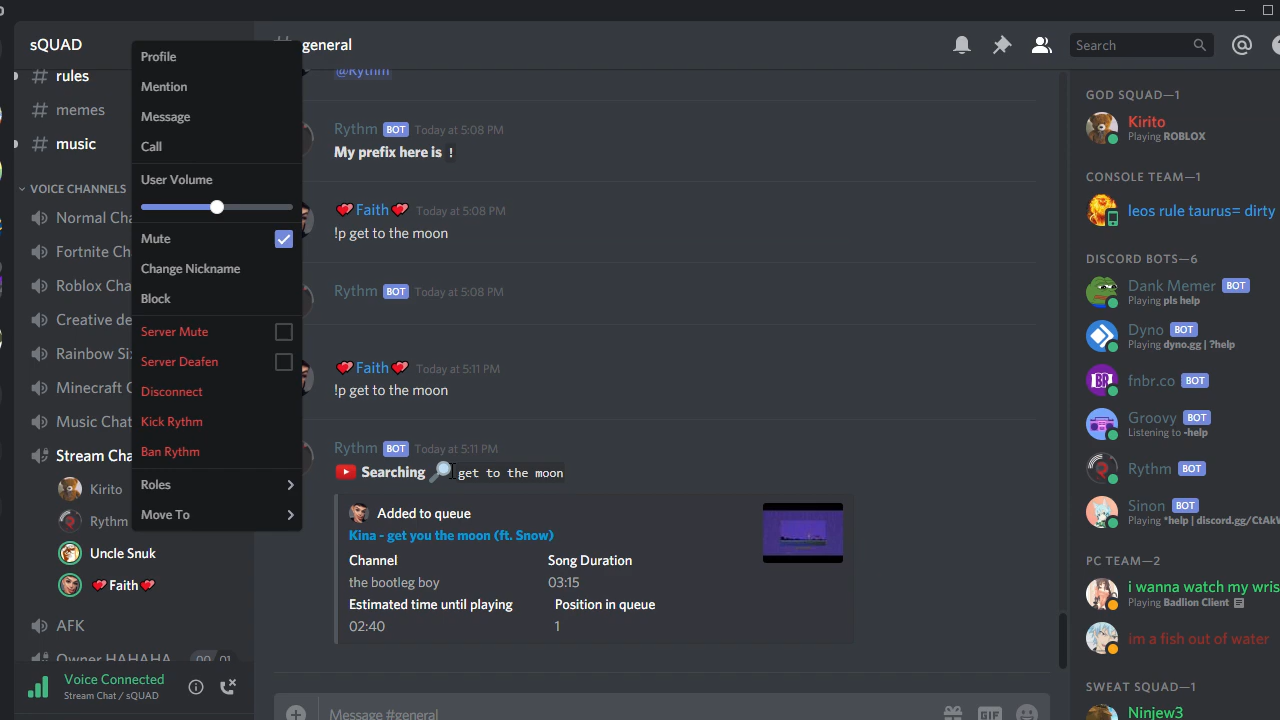 sQUAD
rules
memes
music
VOICE CHANNELS
Normal Cha
Fortnite Ch
Roblox Cha
Creative de
Rainbow Six
Minecraft C
Music Chat
Stream Cha
Kirito
Rythm
Uncle Snuk
Faith
AFK
Owner HAHAHA 00 01
Voice Connected
Stream Chat / sQUAD
Profile
Mention
Message
Call
User Volume
Mute
Change Nickname
Block
Server Mute
Server Deafen
Disconnect
Kick Rythm
Ban Rythm
Roles
Move To
# general
Search
@Rythm
Rythm BOT Today at 5:08 PM
My prefix here is !
Faith Today at 5:08 PM
!p get to the moon
Rythm BOT Today at 5:08 PM
Faith Today at 5:11 PM
!p get to the moon
Rythm BOT Today at 5:11 PM
Searching get to the moon
Added to queue
Kina - get you the moon (ft. Snow)
Channel Song Duration
the bootleg boy 03:15
Estimated time until playing Position in queue
02:40 1
Message #general
GIF
GOD SQUAD—1
Kirito
Playing ROBLOX
CONSOLE TEAM—1
leos rule taurus= dirty
DISCORD BOTS—6
Dank Memer BOT
Playing pls help
Dyno BOT
Playing dyno.gg | ?help
fnbr.co BOT
Groovy BOT
Listening to -help
Rythm BOT
Sinon BOT
Playing *help | discord.gg/CtAkW
PC TEAM—2
i wanna watch my wris
Playing Badlion Client
im a fish out of water
SWEAT SQUAD—1
Ninjew3